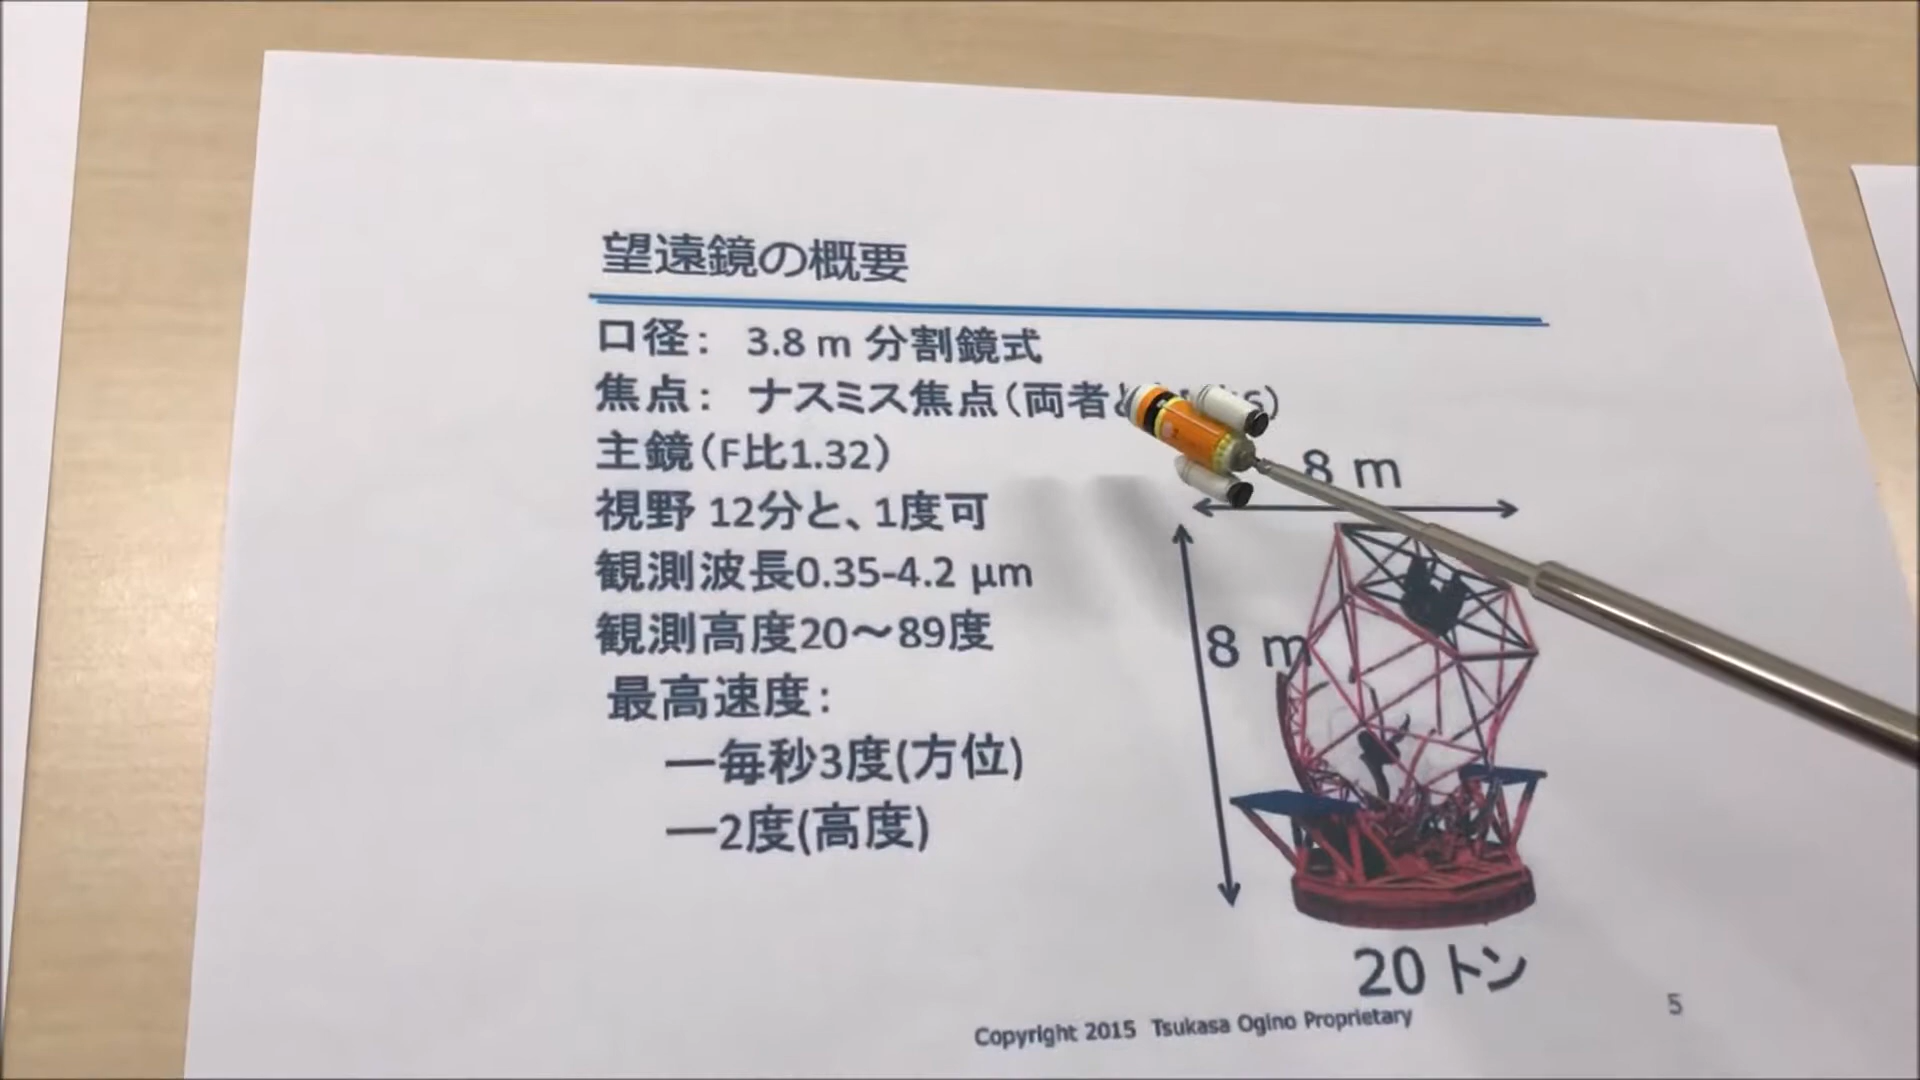 望遠鏡の概要
口径： 3.8 m 分割鏡式
焦点： ナスミス焦点（両者と
主鏡（F比1.32）
視野 12分と、1度可
観測波長0.35-4.2 μm
観測高度20～89度
最高速度：
―毎秒3度(方位)
―2度(高度)
8 m
8 m
20 トン
Copyright 2015 Tsukasa Ogino Proprietary
5